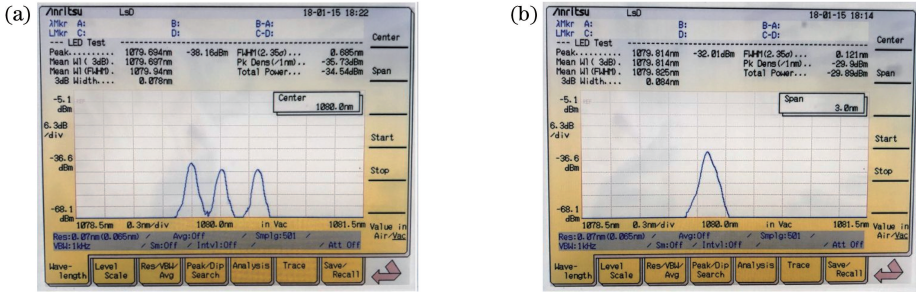 (a)
Anritsu LsD 18-01-15 18:22
λMkr A: B: B-A:
LMkr C: D: C-D:
--- LED Test ---
Peak......... 1079.694nm -38.16dBm FWHM(2.35σ)... 0.685nm
Mean Wl( 3dB). 1079.697nm Pk Dens(/1nm).. -35.73dBm
Mean Wl(FWHM). 1079.94nm Total Power... -34.54dBm
3dB Width.... 0.078nm
Center
1080.0nm
-5.1
dBm
6.3dB
/div
-36.6
dBm
-68.1
dBm
1078.5nm 0.3nm/div 1080.0nm in Vac 1081.5nm
Res:0.07nm(0.065nm) / Avg:Off / Smplg:501 /
VBW:1kHz / Sm:Off / Intvl:Off / / Att Off
Center
Span
Start
Stop
Value in
Air/Vac
Wave-
length
Level
Scale
Res/VBW/
Avg
Peak/Dip
Search
Analysis
Trace
Save/
Recall
(b)
Anritsu LsD 18-01-15 18:14
λMkr A: B: B-A:
LMkr C: D: C-D:
--- LED Test ---
Peak......... 1079.814nm -32.01dBm FWHM(2.35σ)... 0.121nm
Mean Wl( 3dB). 1079.814nm Pk Dens(/1nm).. -29.9dBm
Mean Wl(FWHM). 1079.825nm Total Power... -29.89dBm
3dB Width.... 0.084nm
Span
3.0nm
-5.1
dBm
6.3dB
/div
-36.6
dBm
-68.1
dBm
1078.5nm 0.3nm/div 1080.0nm in Vac 1081.5nm
Res:0.07nm(0.065nm) / Avg:Off / Smplg:501 /
VBW:1kHz / Sm:Off / Intvl:Off / / Att Off
Center
Span
Start
Stop
Value in
Air/Vac
Wave-
length
Level
Scale
Res/VBW/
Avg
Peak/Dip
Search
Analysis
Trace
Save/
Recall